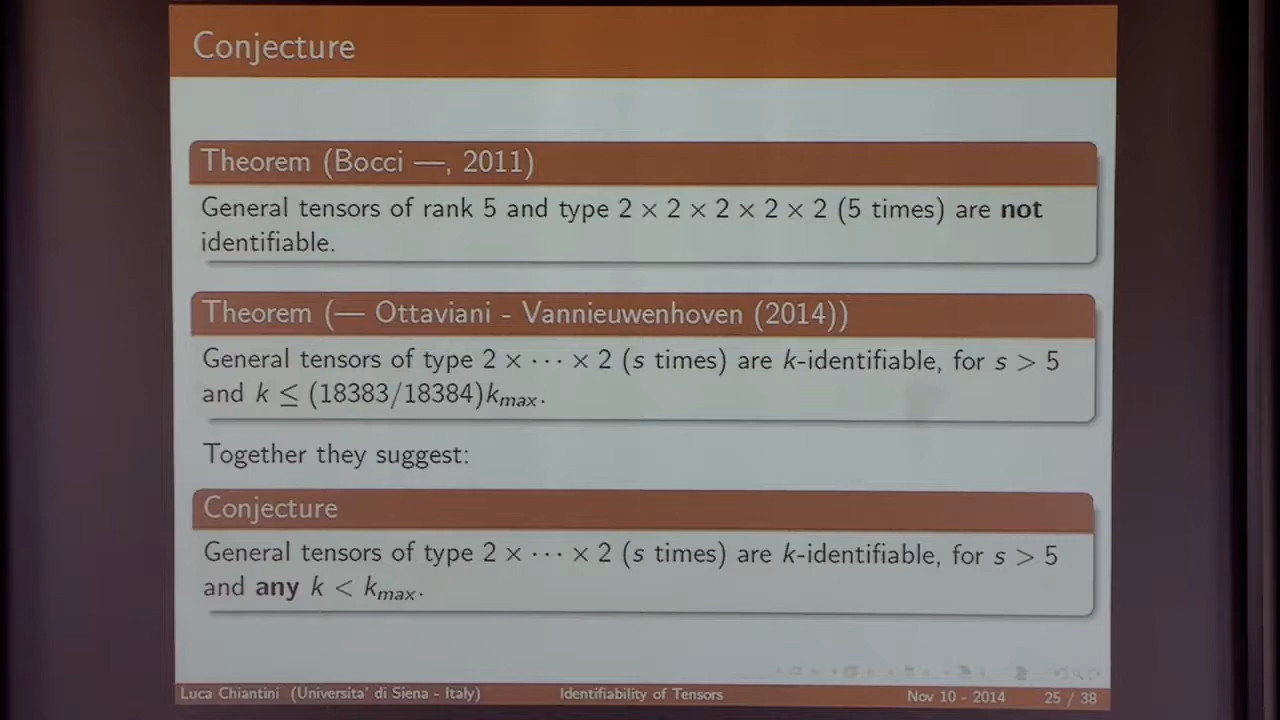 Conjecture
Theorem (Bocci —, 2011)
General tensors of rank 5 and type 2 × 2 × 2 × 2 × 2 (5 times) are not
identifiable.
Theorem (— Ottaviani - Vannieuwenhoven (2014))
General tensors of type 2 × ⋯ × 2 (s times) are k-identifiable, for s > 5
and k ≤ (18383/18384)k_max.
Together they suggest:
Conjecture
General tensors of type 2 × ⋯ × 2 (s times) are k-identifiable, for s > 5
and any k < k_max.
Luca Chiantini (Universita' di Siena - Italy) Identifiability of Tensors Nov 10 - 2014 25 / 38